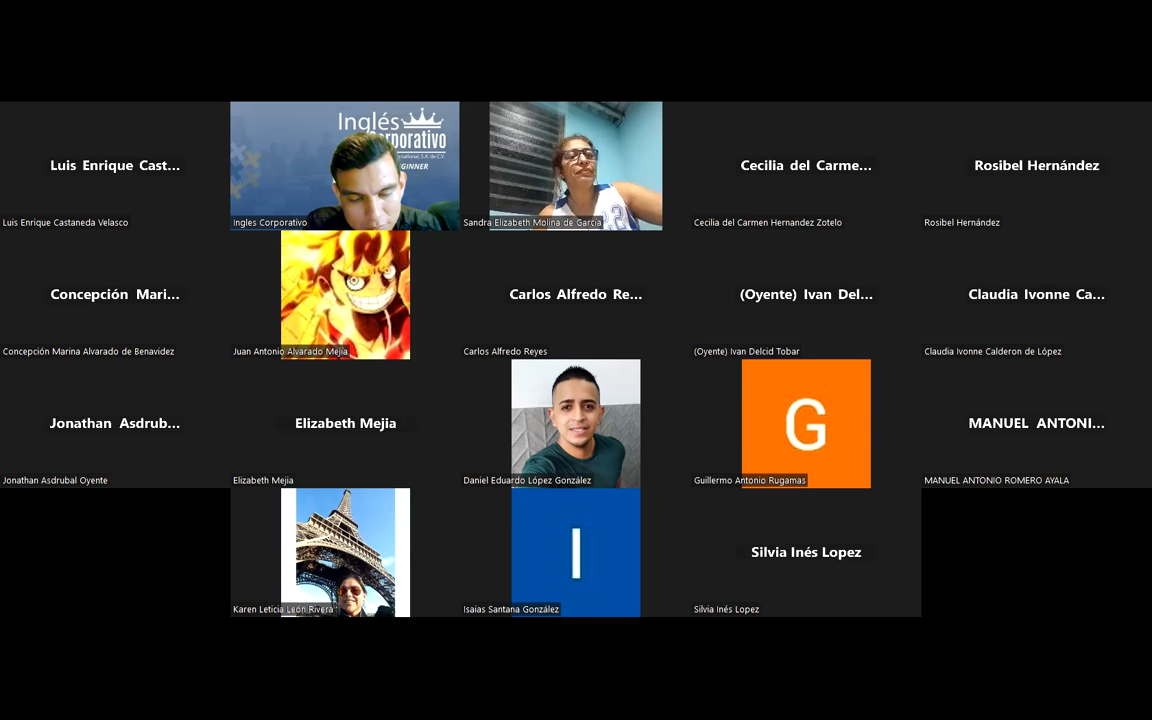 Luis Enrique Cast...
Luis Enrique Castaneda Velasco
Inglés
Corporativo
rnational, S.A. de C.V.
GINNER
Ingles Corporativo
12
Sandra Elizabeth Molina de García
Cecilia del Carme...
Cecilia del Carmen Hernandez Zotelo
Rosibel Hernández
Rosibel Hernández
Concepción Mari...
Concepción Marina Alvarado de Benavidez
Juan Antonio Alvarado Mejía
Carlos Alfredo Re...
Carlos Alfredo Reyes
(Oyente) Ivan Del...
(Oyente) Ivan Delcid Tobar
Claudia Ivonne Ca...
Claudia Ivonne Calderon de López
Jonathan Asdrub...
Jonathan Asdrubal Oyente
Elizabeth Mejia
Elizabeth Mejia
Daniel Eduardo López González
G
Guillermo Antonio Rugamas
MANUEL ANTONI...
MANUEL ANTONIO ROMERO AYALA
Karen Leticia León Rivera
I
Isaias Santana González
Silvia Inés Lopez
Silvia Inés Lopez